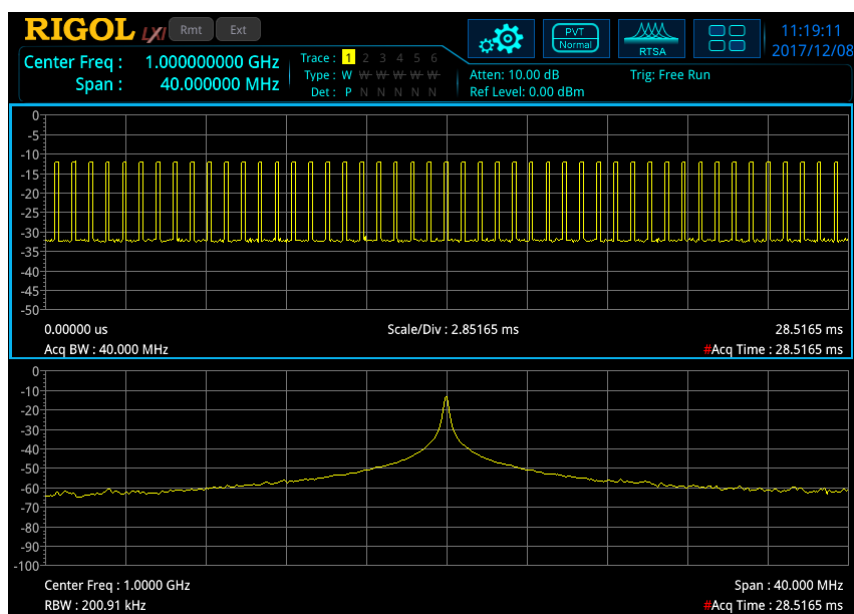 RIGOL LXI Rmt Ext
PVT
Normal
RTSA
11:19:11
2017/12/08
Center Freq : 1.000000000 GHz
Span : 40.000000 MHz
Trace : 1 2 3 4 5 6
Type : W W W W W W
Det : P N N N N N
Atten: 10.00 dB
Ref Level: 0.00 dBm
Trig: Free Run
0
-5
-10
-15
-20
-25
-30
-35
-40
-45
-50
0.00000 us Scale/Div : 2.85165 ms 28.5165 ms
Acq BW : 40.000 MHz #Acq Time : 28.5165 ms
0
-10
-20
-30
-40
-50
-60
-70
-80
-90
-100
Center Freq : 1.0000 GHz Span : 40.000 MHz
RBW : 200.91 kHz #Acq Time : 28.5165 ms